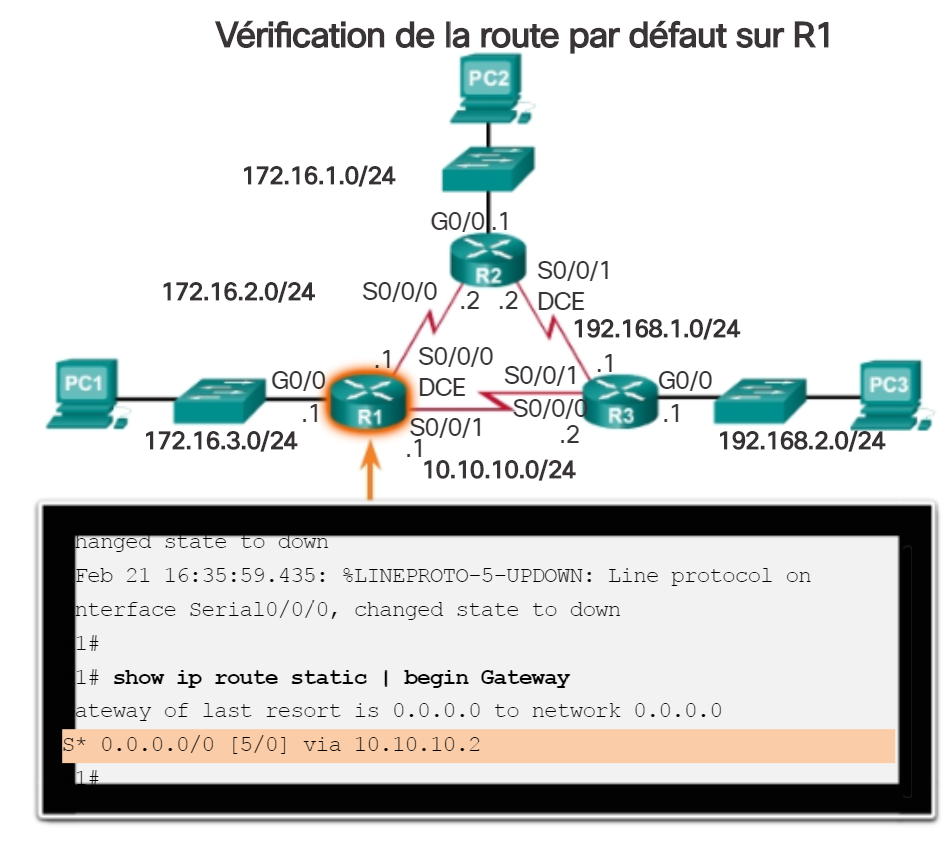 Vérification de la route par défaut sur R1
PC2
172.16.1.0/24
G0/0 .1
R2
S0/0/1
172.16.2.0/24
S0/0/0
.2 .2
DCE
192.168.1.0/24
.1
S0/0/0
.1
PC1
G0/0
DCE
S0/0/1
G0/0
PC3
.1
R1
S0/0/0
R3
.1
172.16.3.0/24
S0/0/1
.2
192.168.2.0/24
.1
10.10.10.0/24
hanged state to down
Feb 21 16:35:59.435: %LINEPROTO-5-UPDOWN: Line protocol on
nterface Serial0/0/0, changed state to down
1#
1# show ip route static | begin Gateway
ateway of last resort is 0.0.0.0 to network 0.0.0.0
S* 0.0.0.0/0 [5/0] via 10.10.10.2
1#